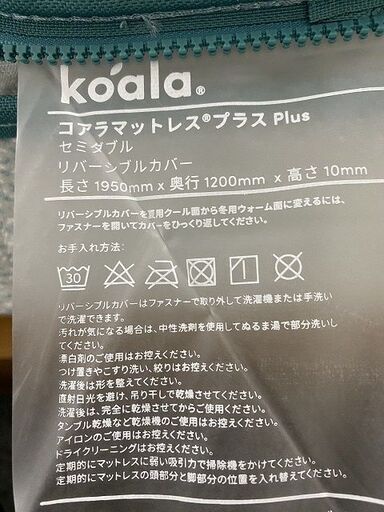 koala®
コアラマットレス®プラス Plus
セミダブル
リバーシブルカバー
長さ 1950mm x 奥行 1200mm x 高さ 10mm
リバーシブルカバーを夏用クール面から冬用ウォーム面に変えるには、
ファスナーを開いてカバーをひっくり返してください。
お手入れ方法:
30
リバーシブルカバーはファスナーで取り外して洗濯機または手洗い
で洗濯できます。
汚れが気になる場合は、中性洗剤を使用してぬるま湯で部分洗いし
てください。
漂白剤のご使用はお控えください。
つけ置きやこすり洗い、絞りはお控えください。
洗濯後は形を整えてください。
直射日光を避け、吊り干しで乾燥させてください。
洗濯後は、完全に乾燥させてからご使用ください。
タンブル乾燥など乾燥機のご使用はお控えください。
アイロンのご使用はお控えください。
ドライクリーニングはお控えください。
定期的にマットレスに弱い吸引力で掃除機をかけてください。
定期的にマットレスの頭部分と脚部分の位置を入れ替えてください。